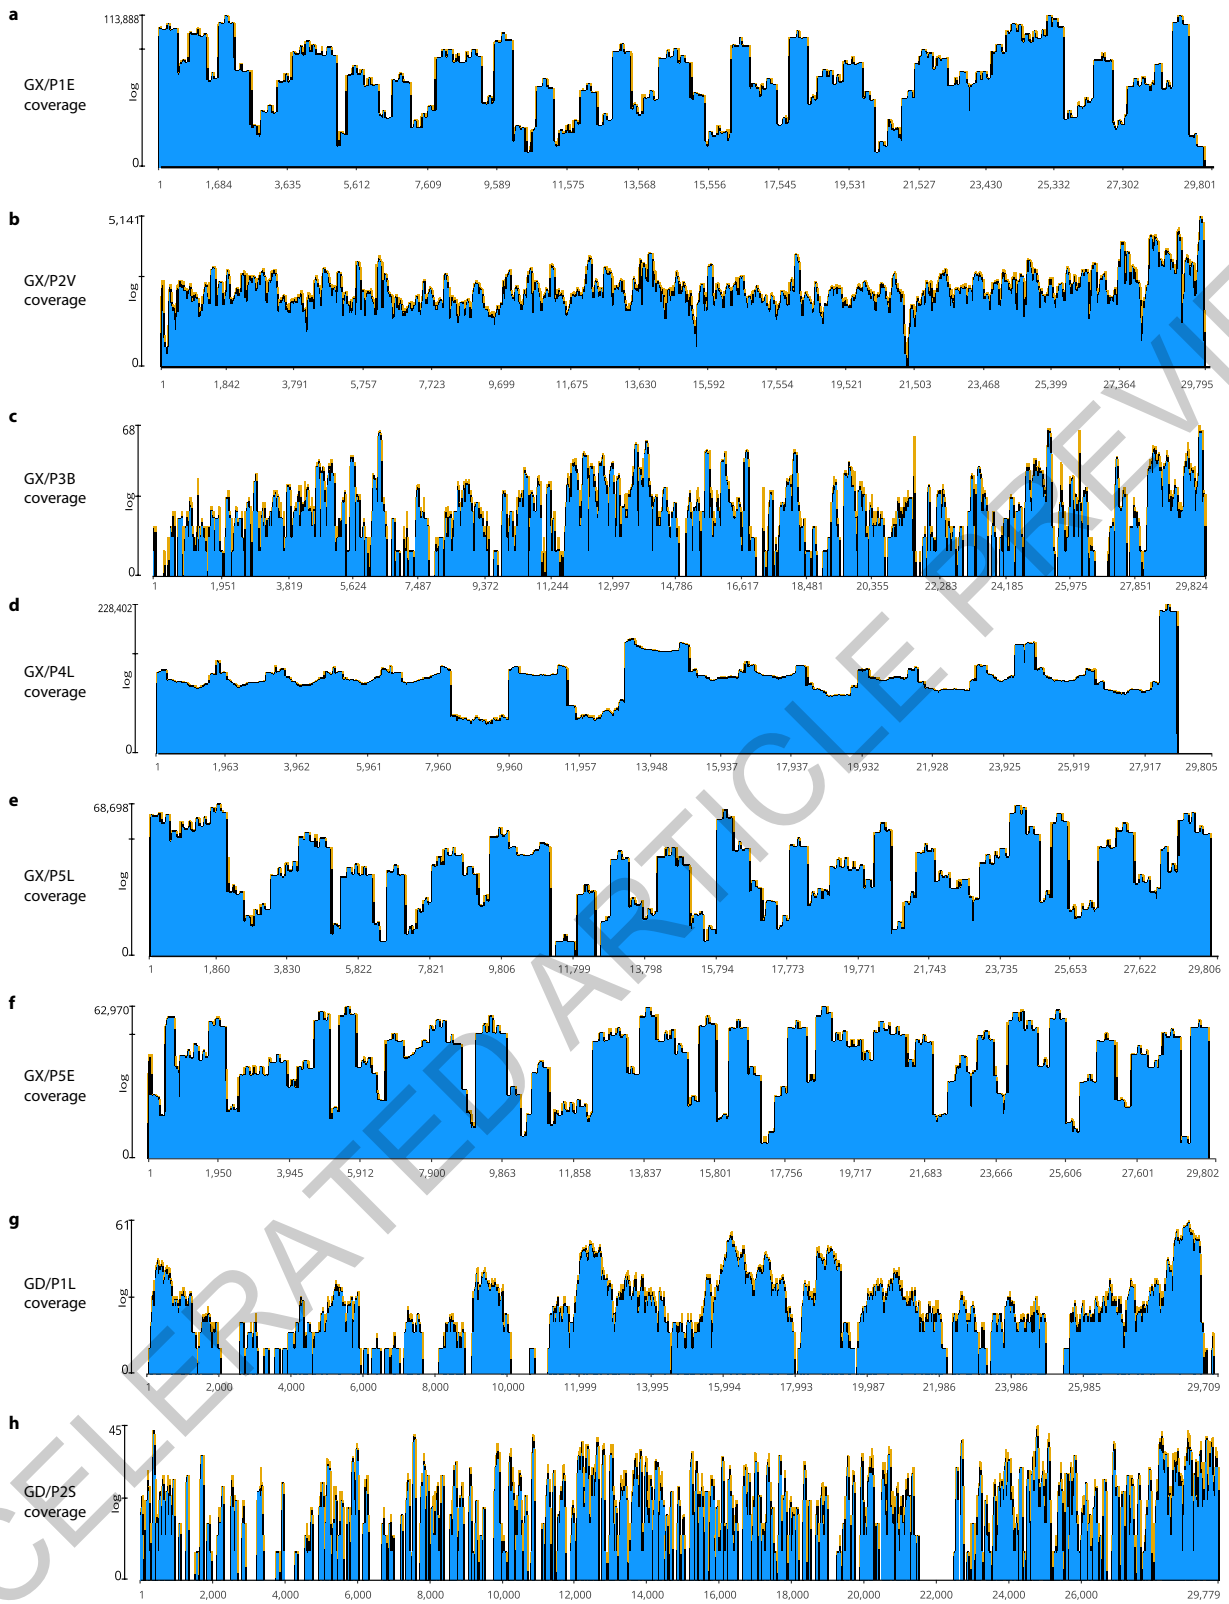 a
113,888
GX/P1E
coverage
log
0
1 1,684 3,635 5,612 7,609 9,589 11,575 13,568 15,556 17,545 19,531 21,527 23,430 25,332 27,302 29,801
b
5,141
GX/P2V
coverage
log
0
1 1,842 3,791 5,757 7,723 9,699 11,675 13,630 15,592 17,554 19,521 21,503 23,468 25,399 27,364 29,795
c
68
GX/P3B
coverage
log
0
1 1,951 3,819 5,624 7,487 9,372 11,244 12,997 14,786 16,617 18,481 20,355 22,283 24,185 25,975 27,851 29,824
d
228,402
GX/P4L
coverage
log
0
1 1,963 3,962 5,961 7,960 9,960 11,957 13,948 15,937 17,937 19,932 21,928 23,925 25,919 27,917 29,805
e
68,698
GX/P5L
coverage
log
0
1 1,860 3,830 5,822 7,821 9,806 11,799 13,798 15,794 17,773 19,771 21,743 23,735 25,653 27,622 29,806
f
62,970
GX/P5E
coverage
log
0
1 1,950 3,945 5,912 7,900 9,863 11,858 13,837 15,801 17,756 19,717 21,683 23,666 25,606 27,601 29,802
g
61
GD/P1L
coverage
log
0
1 2,000 4,000 6,000 8,000 10,000 11,999 13,995 15,994 17,993 19,987 21,986 23,986 25,985 29,709
h
45
GD/P2S
coverage
log
0
1 2,000 4,000 6,000 8,000 10,000 12,000 14,000 16,000 18,000 20,000 22,000 24,000 26,000 29,779
CELERATED ARTICLE PREVIE